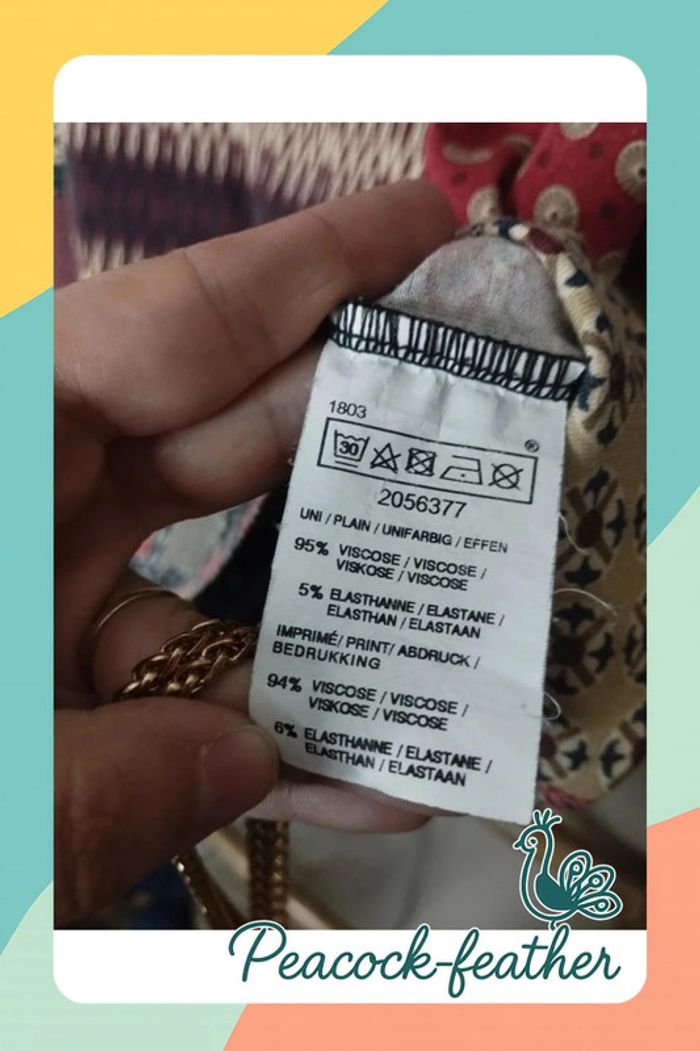 1803
®
30
2056377
UNI / PLAIN / UNIFARBIG / EFFEN
95% VISCOSE / VISCOSE /
VISKOSE / VISCOSE
5% ELASTHANNE / ELASTANE /
ELASTHAN / ELASTAAN
IMPRIMÉ/ PRINT/ ABDRUCK /
BEDRUKKING
94% VISCOSE / VISCOSE /
VISKOSE / VISCOSE
6% ELASTHANNE / ELASTANE /
ELASTHAN / ELASTAAN
Peacock-feather